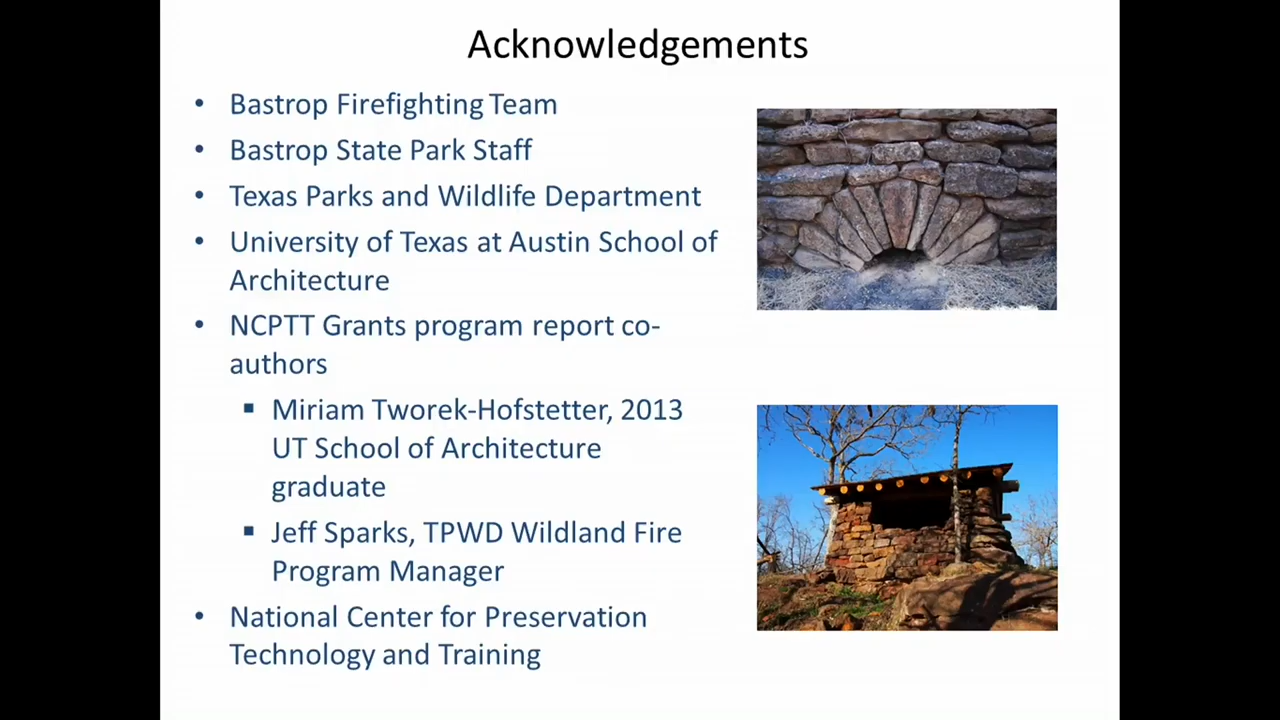 Acknowledgements
• Bastrop Firefighting Team
• Bastrop State Park Staff
• Texas Parks and Wildlife Department
• University of Texas at Austin School of
Architecture
• NCPTT Grants program report co-
authors
▪ Miriam Tworek-Hofstetter, 2013
UT School of Architecture
graduate
▪ Jeff Sparks, TPWD Wildland Fire
Program Manager
• National Center for Preservation
Technology and Training